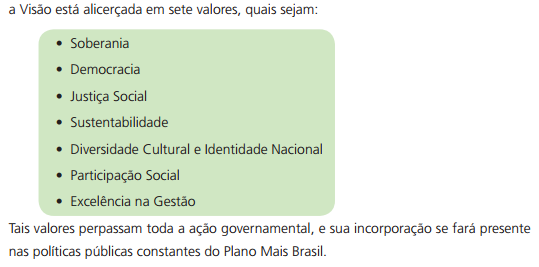 a Visão está alicerçada em sete valores, quais sejam:
• Soberania
• Democracia
• Justiça Social
• Sustentabilidade
• Diversidade Cultural e Identidade Nacional
• Participação Social
• Excelência na Gestão
Tais valores perpassam toda a ação governamental, e sua incorporação se fará presente
nas políticas públicas constantes do Plano Mais Brasil.